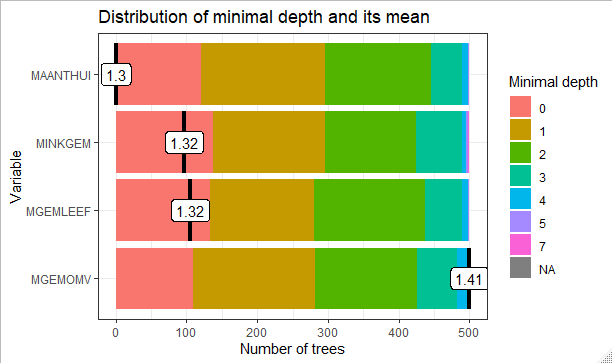 Distribution of minimal depth and its mean
Variable
MAANTHUI
1.3
MINKGEM
1.32
MGEMLEEF
1.32
MGEMOMV
1.41
0
100
200
300
400
500
Number of trees
Minimal depth
0
1
2
3
4
5
7
NA